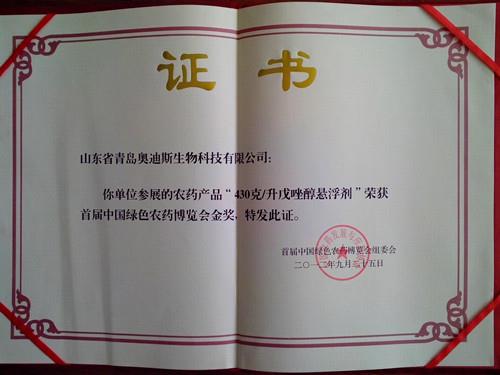 证书
山东省青岛奥迪斯生物科技有限公司:
你单位参展的农药产品“430克/升戊唑醇悬浮剂”荣获
首届中国绿色农药博览会金奖，特发此证。
首届中国绿色农药博览会组委会
二〇一二年九月二十五日